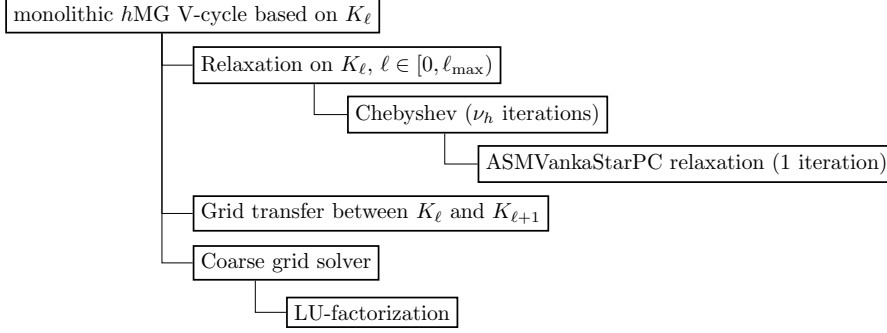 monolithic hMG V-cycle based on K_ℓ
Relaxation on K_ℓ, ℓ ∈ [0, ℓ_max)
Chebyshev (ν_h iterations)
ASMVankaStarPC relaxation (1 iteration)
Grid transfer between K_ℓ and K_{ℓ+1}
Coarse grid solver
LU-factorization